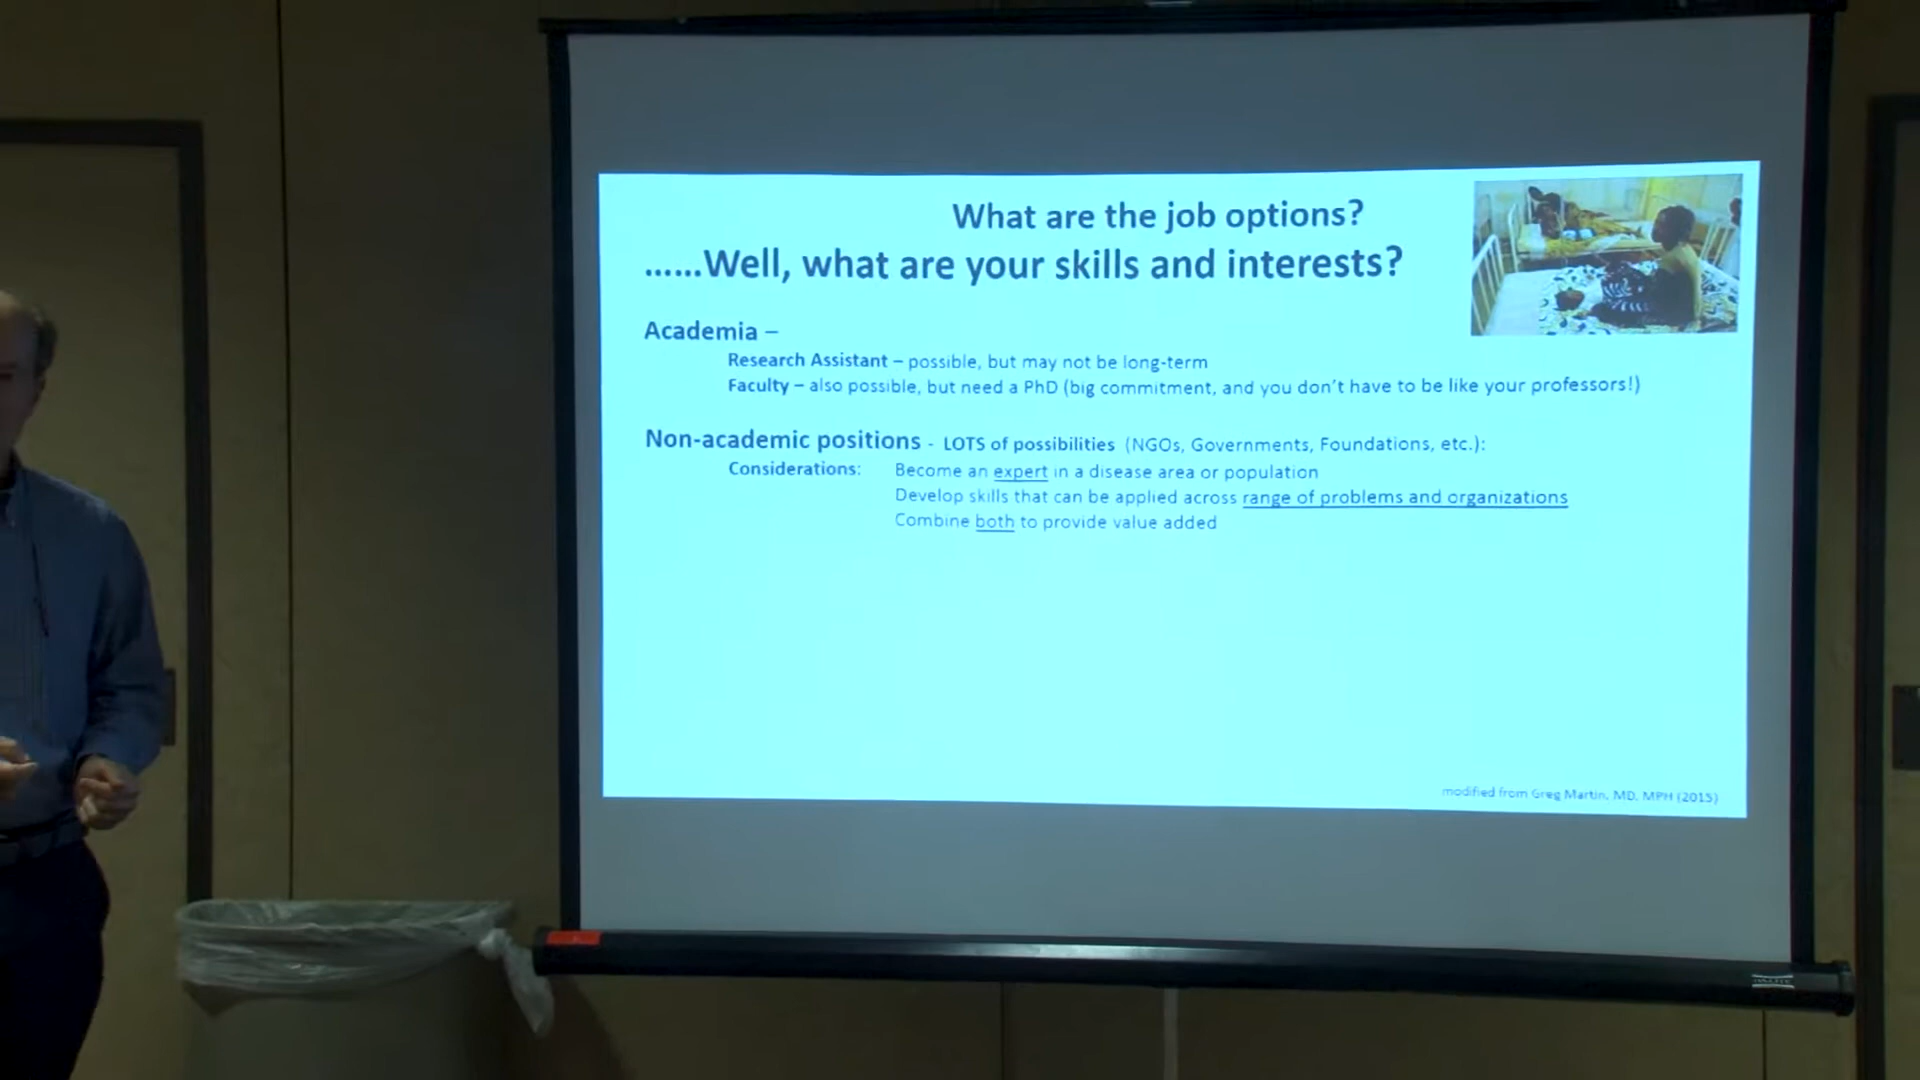 What are the job options?
......Well, what are your skills and interests?
Academia –
Research Assistant – possible, but may not be long-term
Faculty – also possible, but need a PhD (big commitment, and you don't have to be like your professors!)
Non-academic positions - LOTS of possibilities (NGOs, Governments, Foundations, etc.):
Considerations: Become an expert in a disease area or population
Develop skills that can be applied across range of problems and organizations
Combine both to provide value added
modified from Greg Martin, MD, MPH (2015)